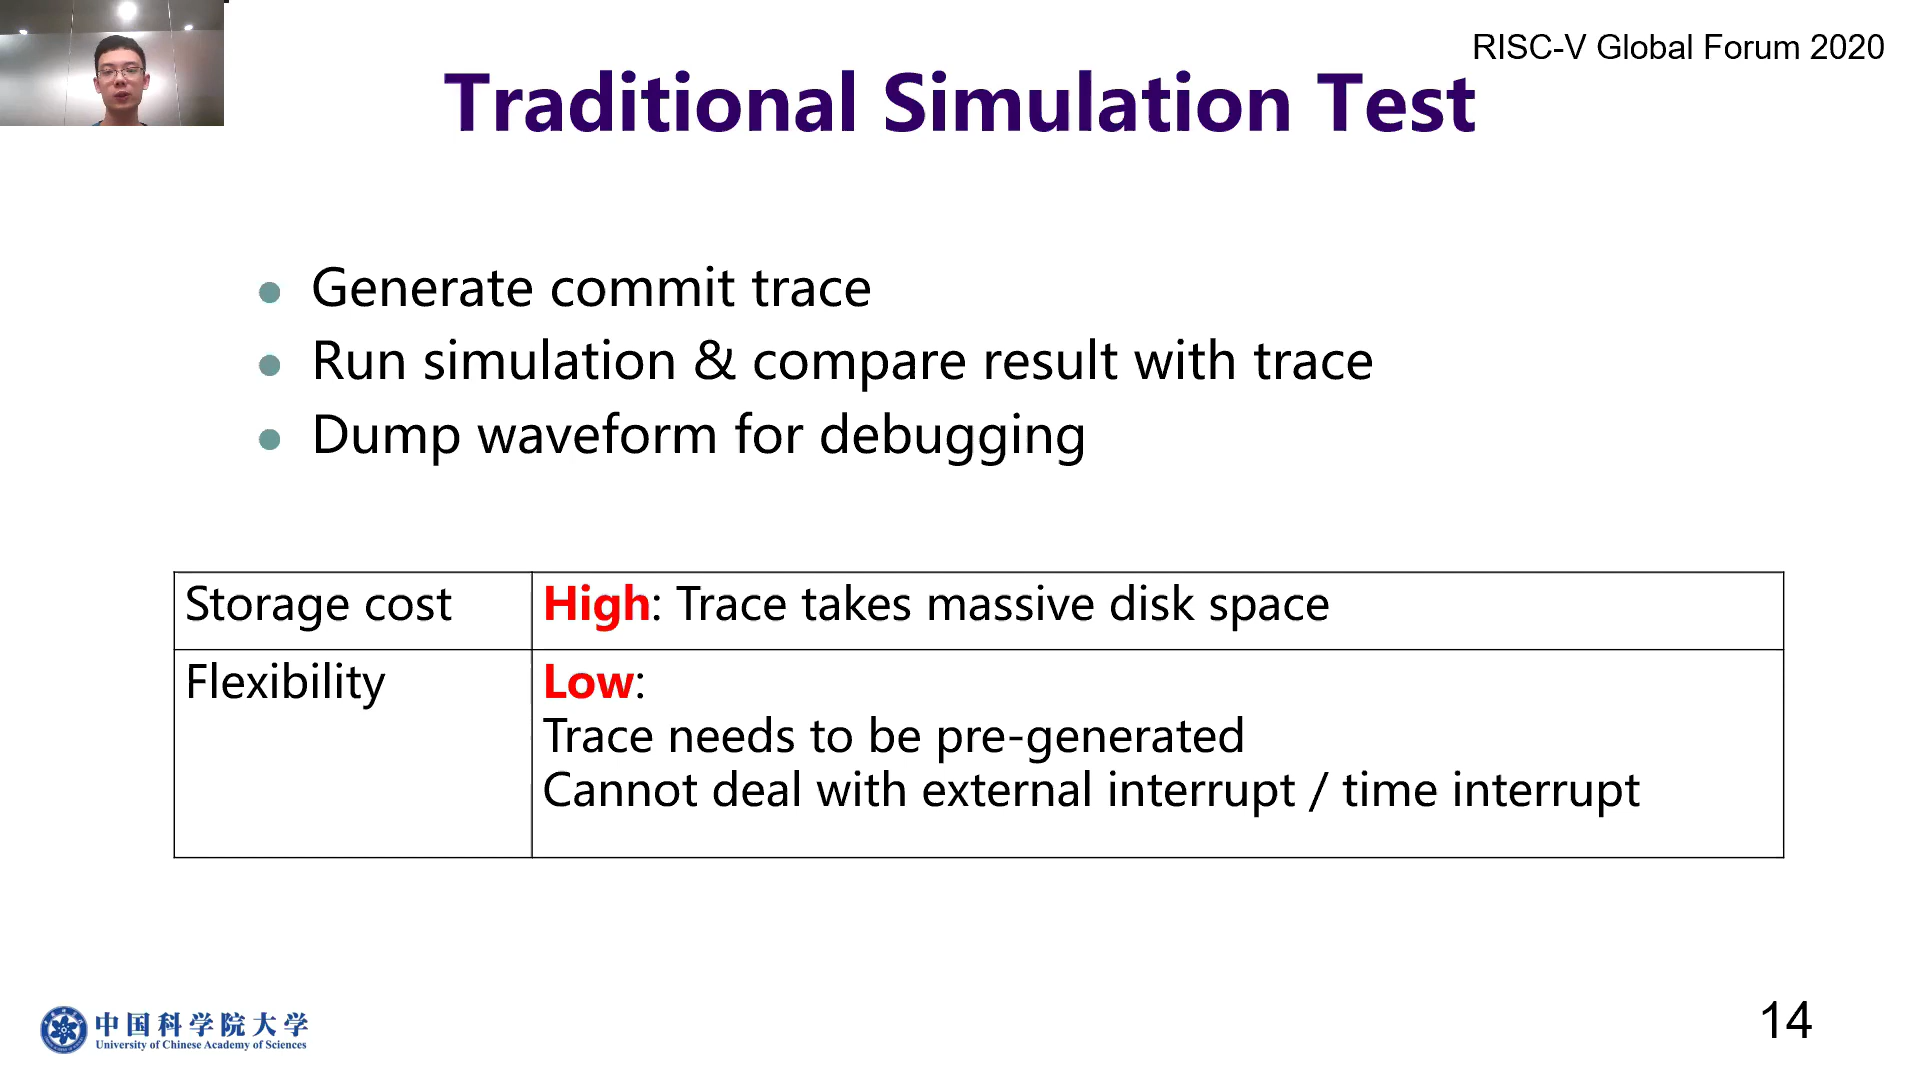 RISC-V Global Forum 2020
Traditional Simulation Test
Generate commit trace
Run simulation & compare result with trace
Dump waveform for debugging
Storage cost
High: Trace takes massive disk space
Flexibility
Low:
Trace needs to be pre-generated
Cannot deal with external interrupt / time interrupt
中国科学院大学
University of Chinese Academy of Sciences
14